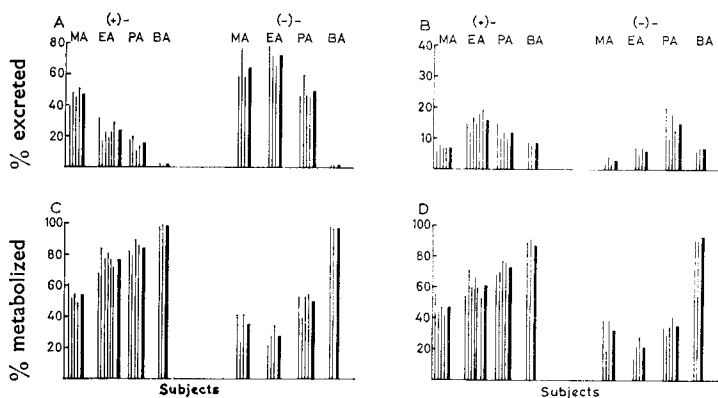 A
(+)-
(-)-
MA EA PA BA
MA EA PA BA
80
60
40
20
% excreted
B
(+)-
(-)-
MA EA PA BA
MA EA PA BA
40
30
20
10
C
100
80
60
40
20
% metabolized
Subjects
D
100
80
60
40
20
Subjects